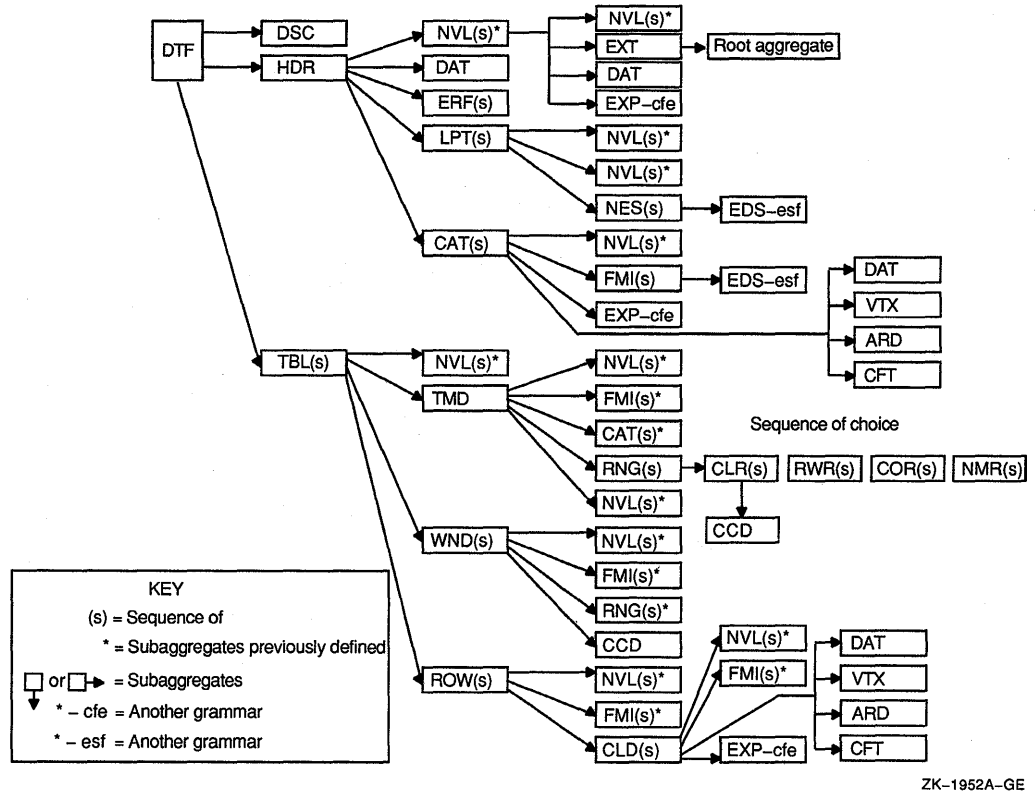 DTF
DSC
HDR
NVL(s)*
DAT
ERF(s)
LPT(s)
CAT(s)
NVL(s)*
EXT
Root aggregate
DAT
EXP-cfe
NVL(s)*
NVL(s)*
NES(s)
EDS-esf
NVL(s)*
FMI(s)
EDS-esf
EXP-cfe
DAT
VTX
ARD
CFT
TBL(s)
NVL(s)*
TMD
NVL(s)*
FMI(s)*
CAT(s)*
Sequence of choice
RNG(s)
CLR(s)
RWR(s)
COR(s)
NMR(s)
CCD
NVL(s)*
WND(s)
NVL(s)*
FMI(s)*
RNG(s)*
CCD
ROW(s)
NVL(s)*
FMI(s)*
CLD(s)
NVL(s)*
FMI(s)*
EXP-cfe
DAT
VTX
ARD
CFT
KEY
(s) = Sequence of
* = Subaggregates previously defined
or = Subaggregates
* - cfe = Another grammar
* - esf = Another grammar
ZK-1952A-GE